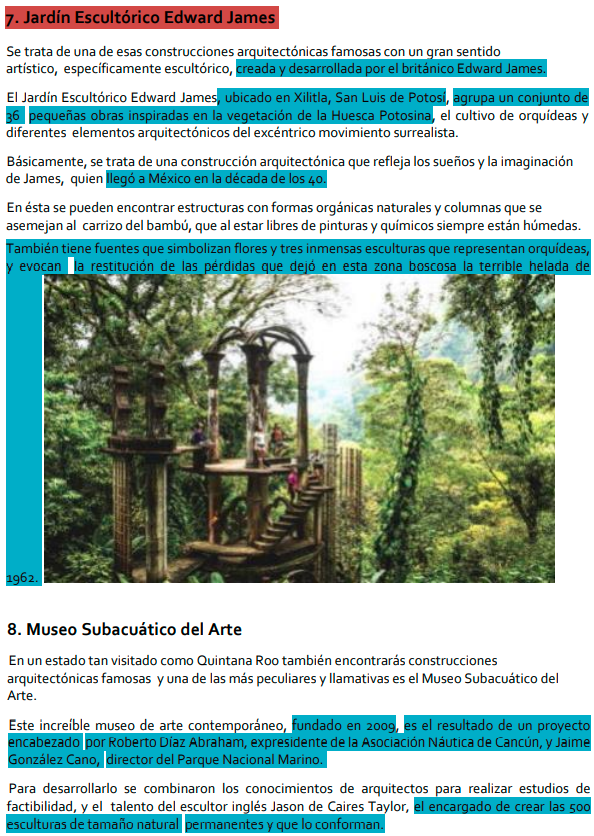 7. Jardín Escultórico Edward James
Se trata de una de esas construcciones arquitectónicas famosas con un gran sentido
artístico, específicamente escultórico, creada y desarrollada por el británico Edward James.
El Jardín Escultórico Edward James, ubicado en Xilitla, San Luis de Potosí, agrupa un conjunto de
36 pequeñas obras inspiradas en la vegetación de la Huesca Potosina, el cultivo de orquídeas y
diferentes elementos arquitectónicos del excéntrico movimiento surrealista.
Básicamente, se trata de una construcción arquitectónica que refleja los sueños y la imaginación
de James, quien llegó a México en la década de los 40.
En ésta se pueden encontrar estructuras con formas orgánicas naturales y columnas que se
asemejan al carrizo del bambú, que al estar libres de pinturas y químicos siempre están húmedas.
También tiene fuentes que simbolizan flores y tres inmensas esculturas que representan orquídeas,
y evocan la restitución de las pérdidas que dejó en esta zona boscosa la terrible helada de
1962.
8. Museo Subacuático del Arte
En un estado tan visitado como Quintana Roo también encontrarás construcciones
arquitectónicas famosas y una de las más peculiares y llamativas es el Museo Subacuático del
Arte.
Este increíble museo de arte contemporáneo, fundado en 2009, es el resultado de un proyecto
encabezado por Roberto Díaz Abraham, expresidente de la Asociación Náutica de Cancún, y Jaime
González Cano, director del Parque Nacional Marino.
Para desarrollarlo se combinaron los conocimientos de arquitectos para realizar estudios de
factibilidad, y el talento del escultor inglés Jason de Caires Taylor, el encargado de crear las 500
esculturas de tamaño natural permanentes y que lo conforman.